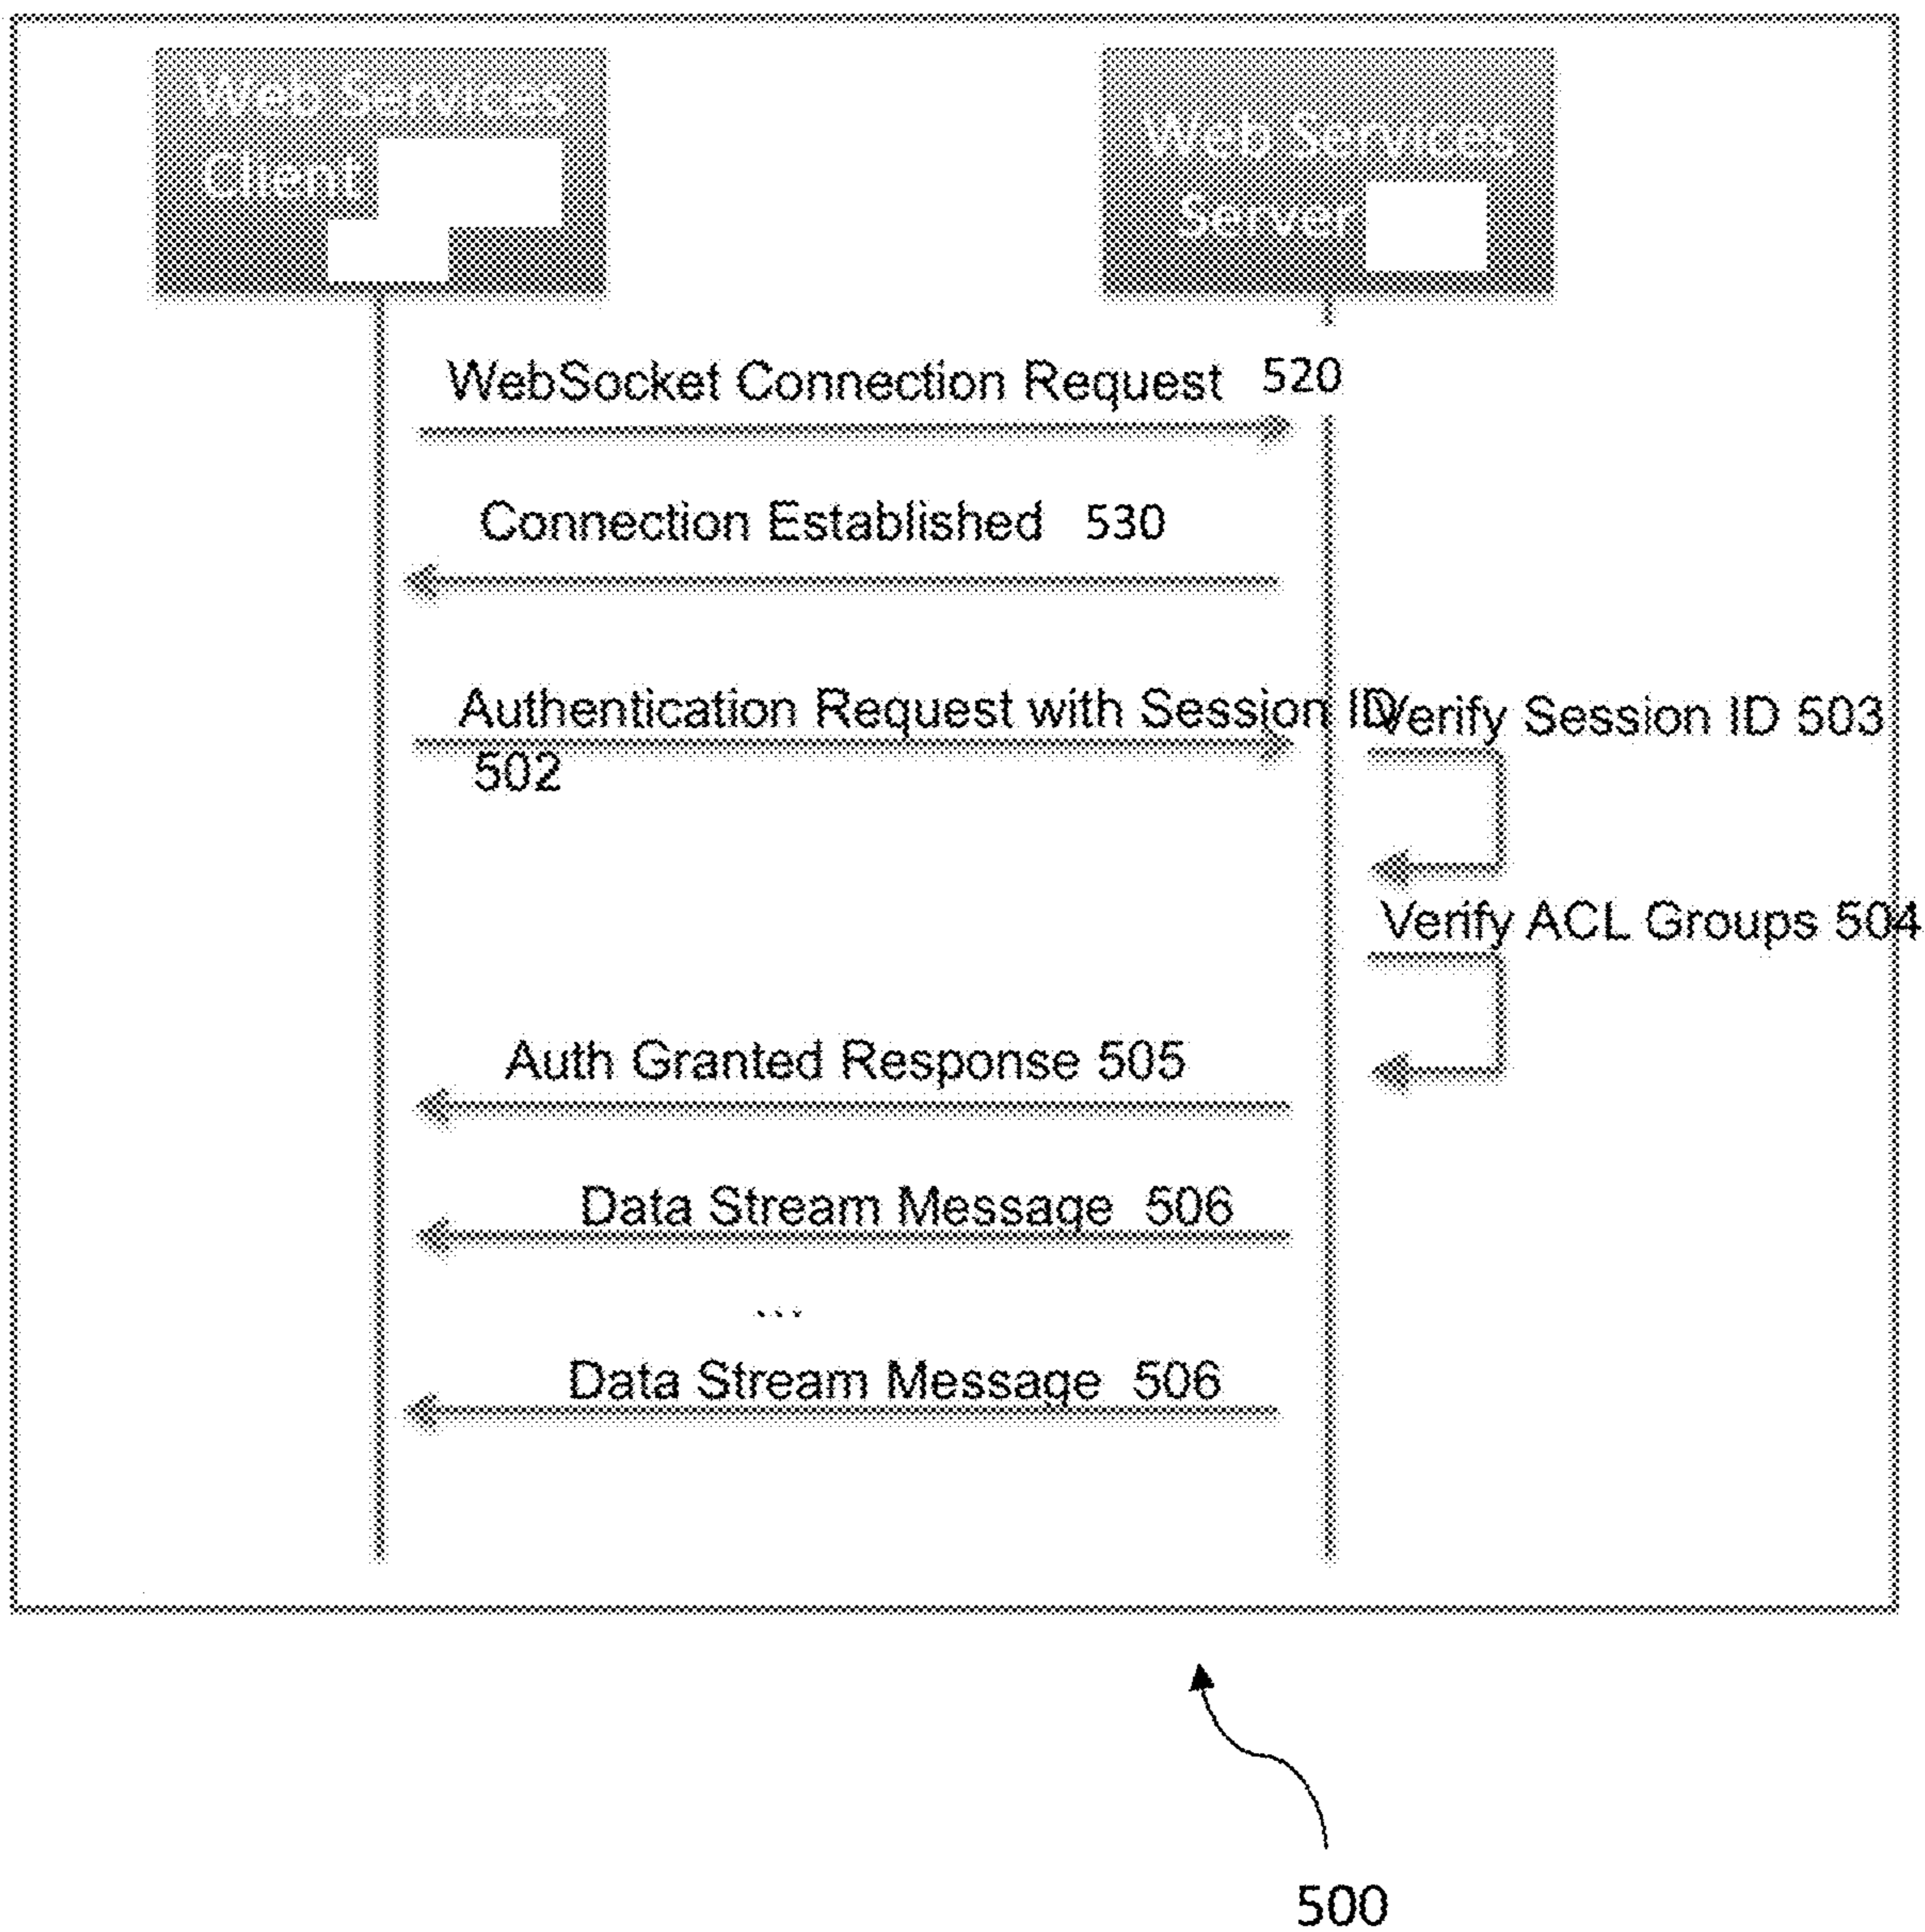 Web Services
Client
Web Services
Server
WebSocket Connection Request 520
Connection Established 530
Authentication Request with Session ID
502
Verify Session ID 503
Verify ACL Groups 504
Auth Granted Response 505
Data Stream Message 506
...
Data Stream Message 506
500